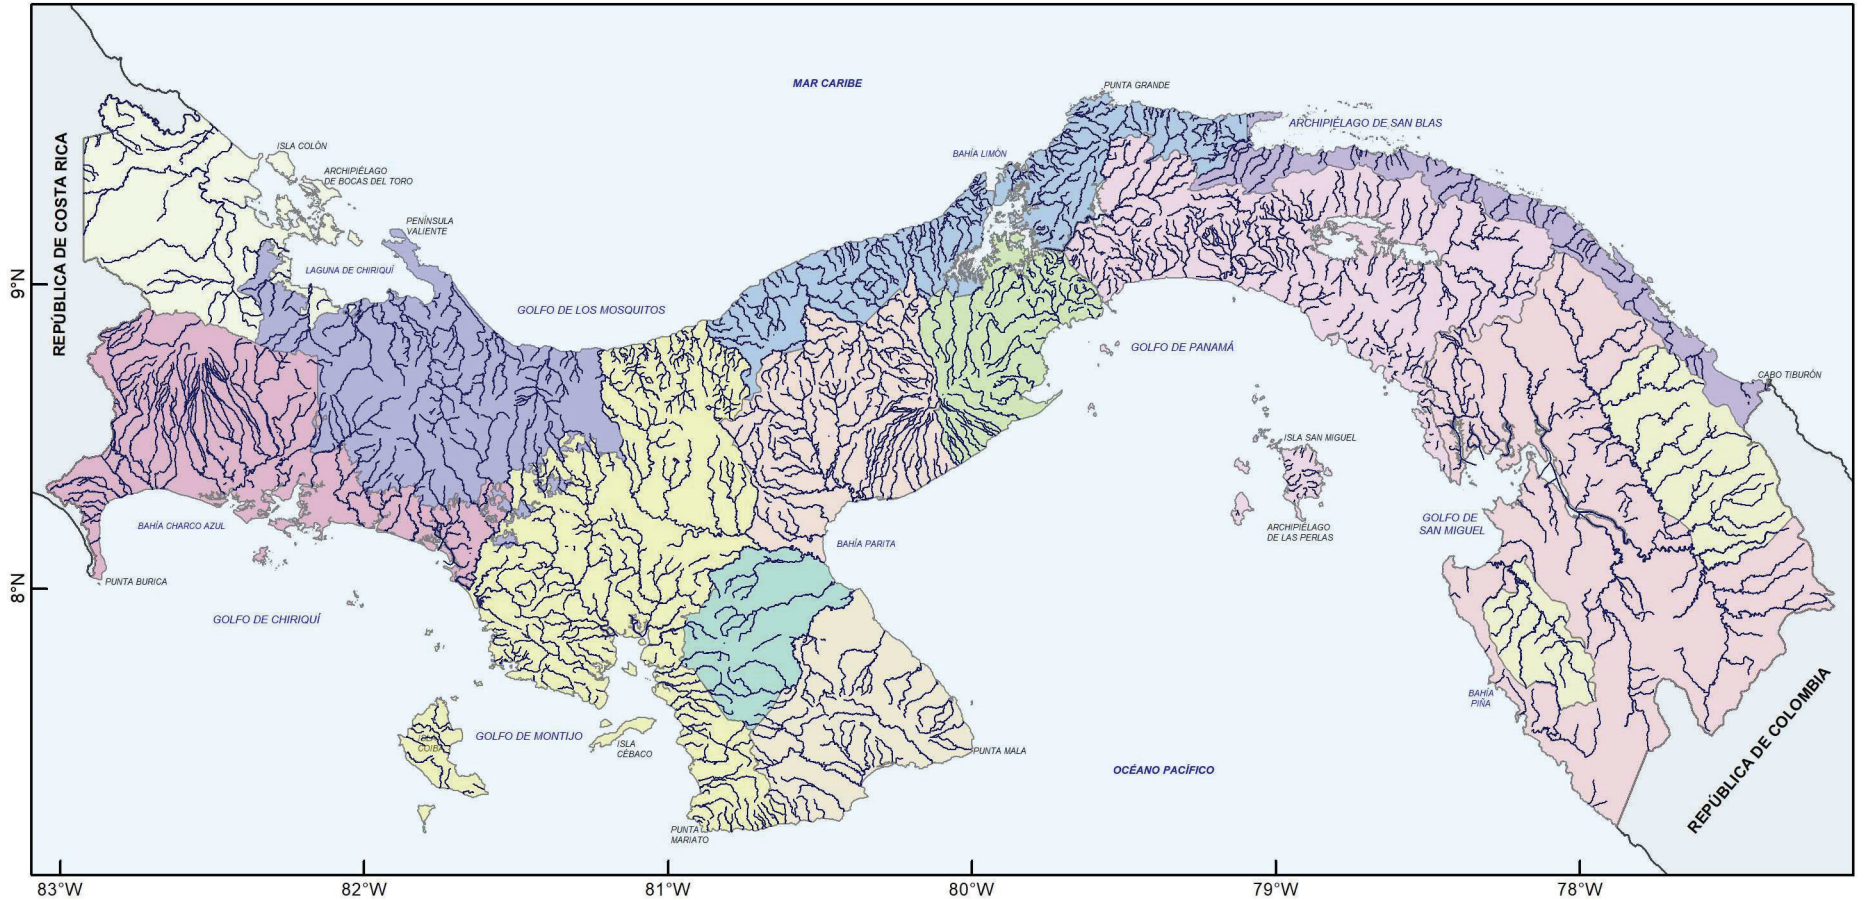 MAR CARIBE
PUNTA GRANDE
ARCHIPIÉLAGO DE SAN BLAS
REPÚBLICA DE COSTA RICA
ISLA COLÓN
ARCHIPIÉLAGO
DE BOCAS DEL TORO
BAHÍA LIMÓN
PENÍNSULA
VALIENTE
LAGUNA DE CHIRIQUÍ
9°N
GOLFO DE LOS MOSQUITOS
GOLFO DE PANAMÁ
CABO TIBURÓN
ISLA SAN MIGUEL
BAHÍA CHARCO AZUL
ARCHIPIÉLAGO
DE LAS PERLAS
GOLFO DE
SAN MIGUEL
BAHÍA PARITA
PUNTA BURICA
8°N
GOLFO DE CHIRIQUÍ
BAHÍA
PIÑA
ISLA
COIBA
GOLFO DE MONTIJO
ISLA
CÉBACO
PUNTA MALA
OCÉANO PACÍFICO
REPÚBLICA DE COLOMBIA
PUNTA
MARIATO
83°W
82°W
81°W
80°W
79°W
78°W